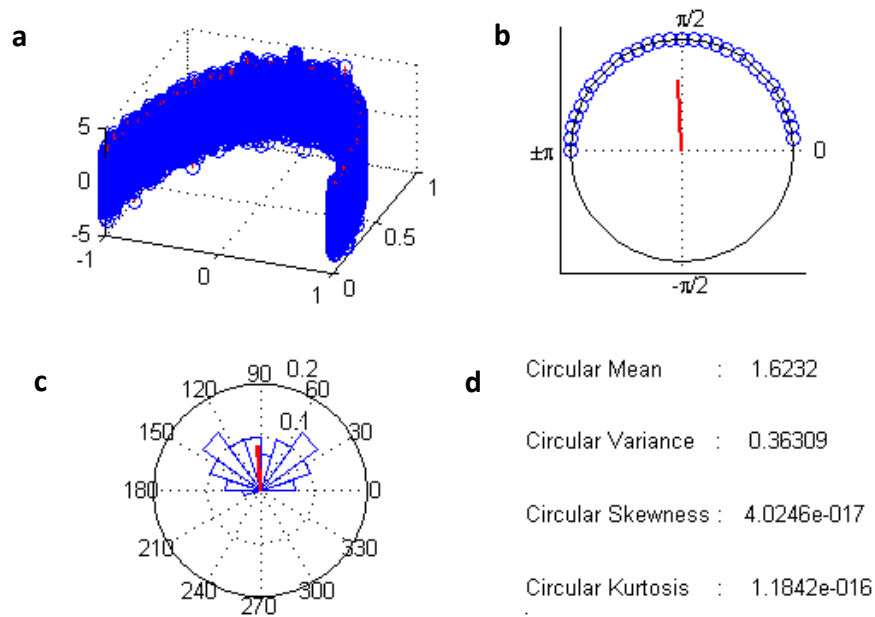 a
5
0
-5
-1
0
1
0
0.5
1
b
π/2
±π
0
-π/2
c
90
0.2
120
60
0.1
150
30
180
0
210
330
240
300
270
d
Circular Mean : 1.6232
Circular Variance : 0.36309
Circular Skewness : 4.0246e-017
Circular Kurtosis : 1.1842e-016